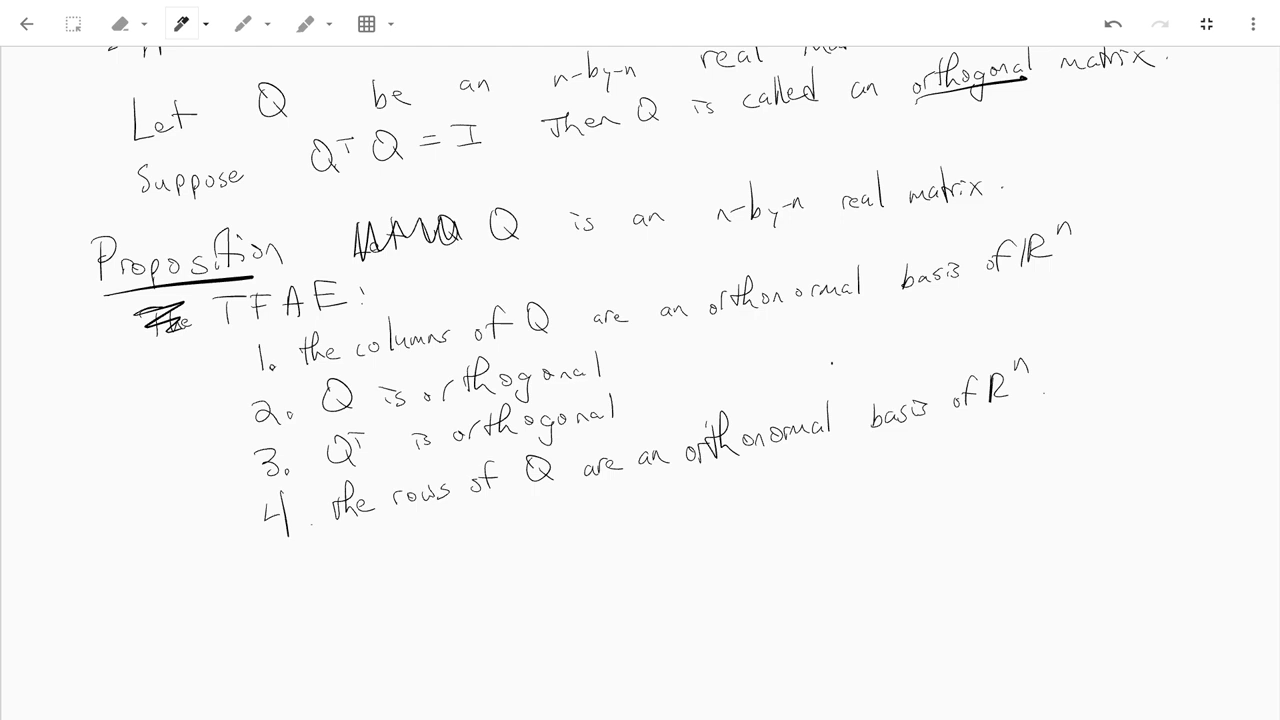 Let Q be an n-by-n real
Suppose QᵀQ = I Then Q is called an orthogonal matrix.
Proposition Q is an n-by-n real matrix.
TFAE:
1. the columns of Q are an orthonormal basis of ℝⁿ
2. Q is orthogonal
3. Qᵀ is orthogonal
4. the rows of Q are an orthonormal basis of ℝⁿ.